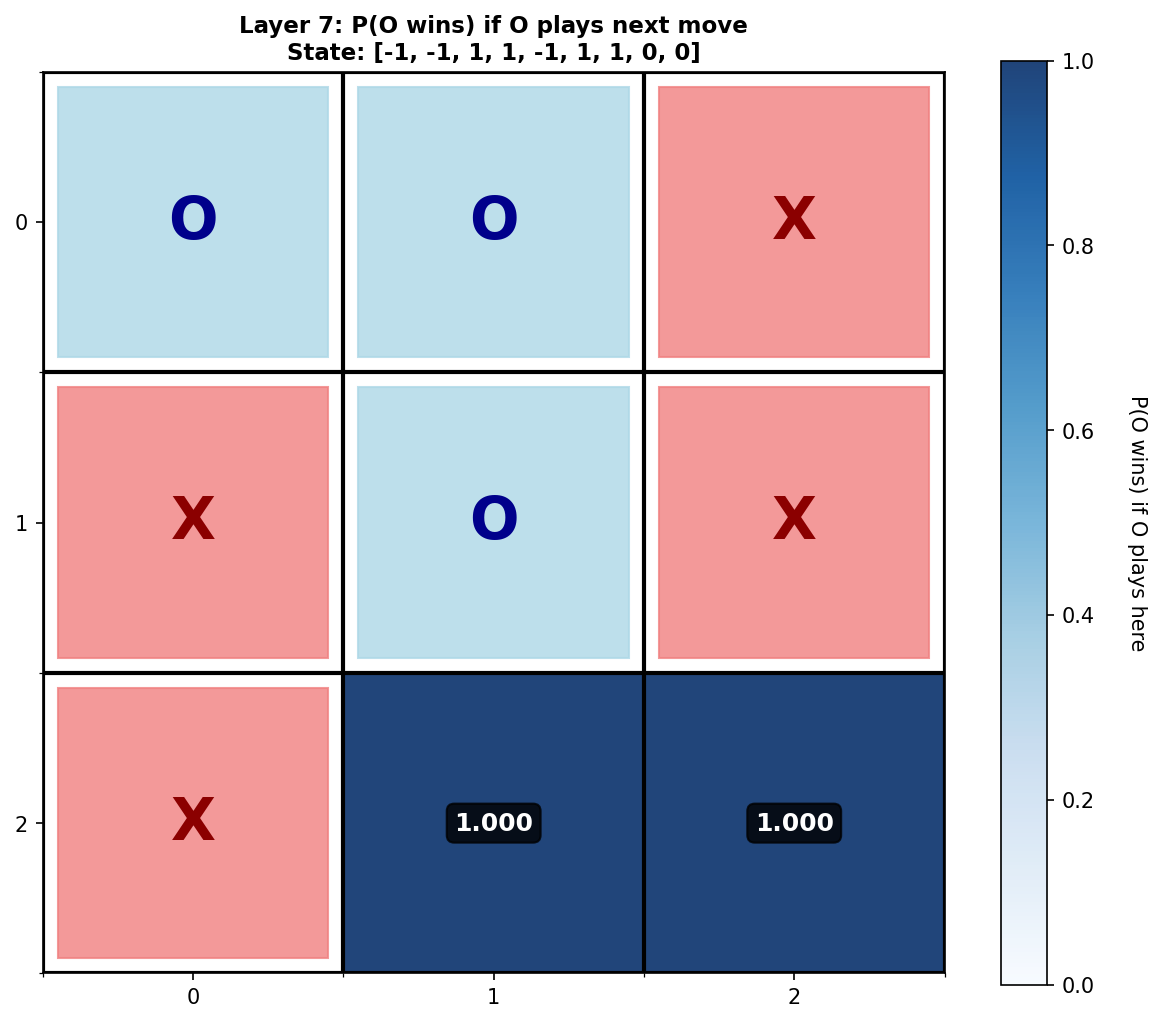 Layer 7: P(O wins) if O plays next move
State: [-1, -1, 1, 1, -1, 1, 1, 0, 0]
0
O
O
X
1
X
O
X
2
X
1.000
1.000
0
1
2
1.0
0.8
0.6
0.4
0.2
0.0
P(O wins) if O plays here